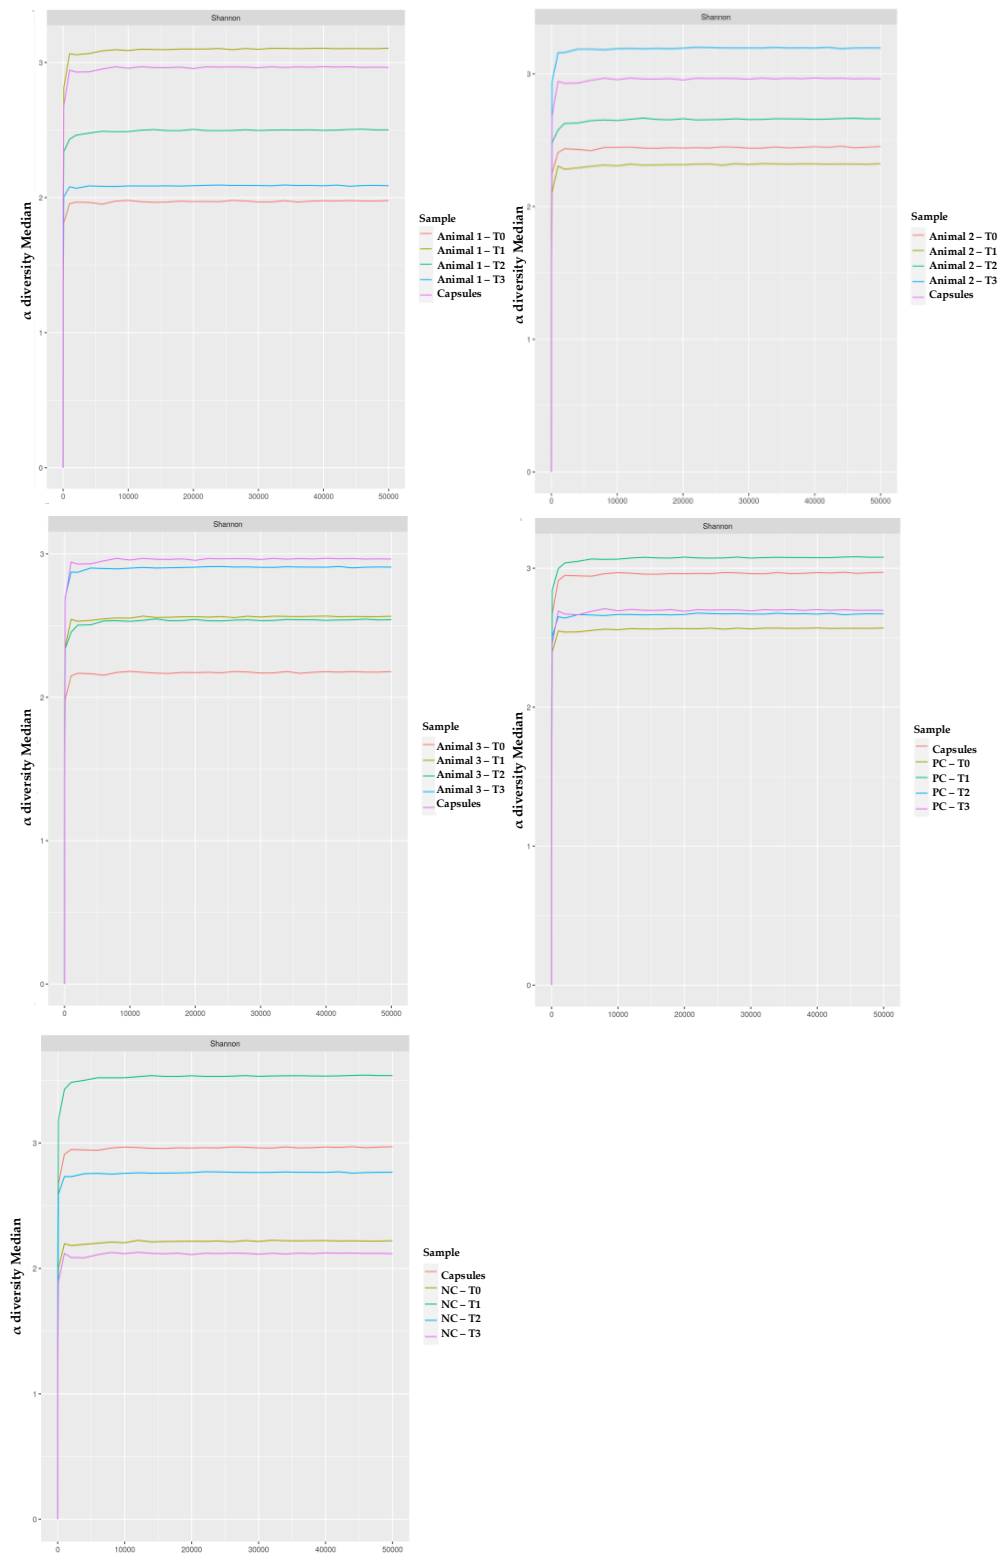 Shannon
α diversity Median
3
2
1
0
0 10000 20000 30000 40000 50000
Sample
Animal 1 – T0
Animal 1 – T1
Animal 1 – T2
Animal 1 – T3
Capsules
Shannon
α diversity Median
3
2
1
0
0 10000 20000 30000 40000 50000
Sample
Animal 2 – T0
Animal 2 – T1
Animal 2 – T2
Animal 2 – T3
Capsules
Shannon
α diversity Median
3
2
1
0
0 10000 20000 30000 40000 50000
Sample
Animal 3 – T0
Animal 3 – T1
Animal 3 – T2
Animal 3 – T3
Capsules
Shannon
α diversity Median
3
2
1
0
0 10000 20000 30000 40000 50000
Sample
Capsules
PC – T0
PC – T1
PC – T2
PC – T3
Shannon
α diversity Median
3
2
1
0
0 10000 20000 30000 40000 50000
Sample
Capsules
NC – T0
NC – T1
NC – T2
NC – T3